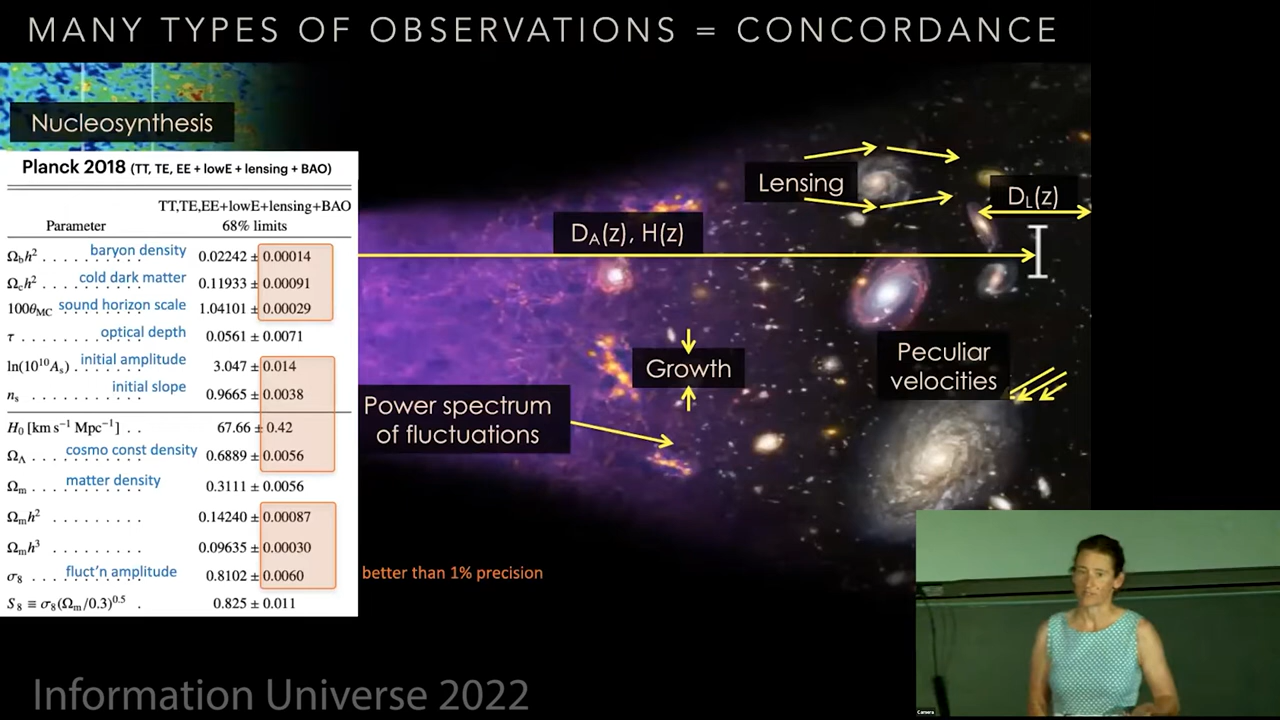 MANY TYPES OF OBSERVATIONS = CONCORDANCE
Nucleosynthesis
Planck 2018 (TT, TE, EE + lowE + lensing + BAO)
TT,TE,EE+lowE+lensing+BAO
Parameter 68% limits
Ω_b h² . . . . baryon density 0.02242 ± 0.00014
Ω_c h² . . . . cold dark matter 0.11933 ± 0.00091
100θ_MC sound horizon scale 1.04101 ± 0.00029
τ . . . . optical depth 0.0561 ± 0.0071
ln(10¹⁰A_s) . initial amplitude 3.047 ± 0.014
n_s . . . . initial slope 0.9665 ± 0.0038
H₀ [km s⁻¹ Mpc⁻¹] . . 67.66 ± 0.42
Ω_Λ . . . . cosmo const density 0.6889 ± 0.0056
Ω_m . . . . matter density 0.3111 ± 0.0056
Ω_m h² . . . . . . . . 0.14240 ± 0.00087
Ω_m h³ . . . . . . . . 0.09635 ± 0.00030
σ₈ . . . . fluct'n amplitude 0.8102 ± 0.0060
S₈ ≡ σ₈(Ω_m/0.3)^0.5 . 0.825 ± 0.011
better than 1% precision
Lensing
D_L(z)
D_A(z), H(z)
Growth
Peculiar
velocities
Power spectrum
of fluctuations
Information Universe 2022
Camera